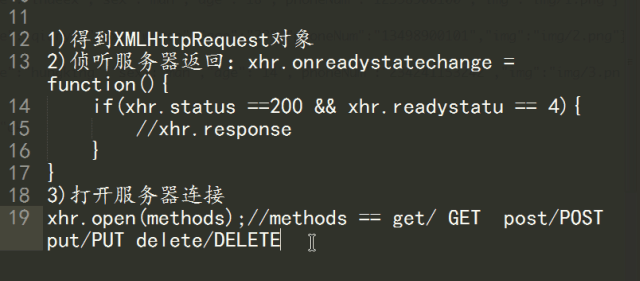 11
12 1)得到XMLHttpRequest对象
13 2)侦听服务器返回：xhr.onreadystatechange =
function(){
14 if(xhr.status ==200 && xhr.readystatu == 4){
15 //xhr.response
16 }
17 }
18 3)打开服务器连接
19 xhr.open(methods);//methods == get/ GET post/POST
put/PUT delete/DELETE